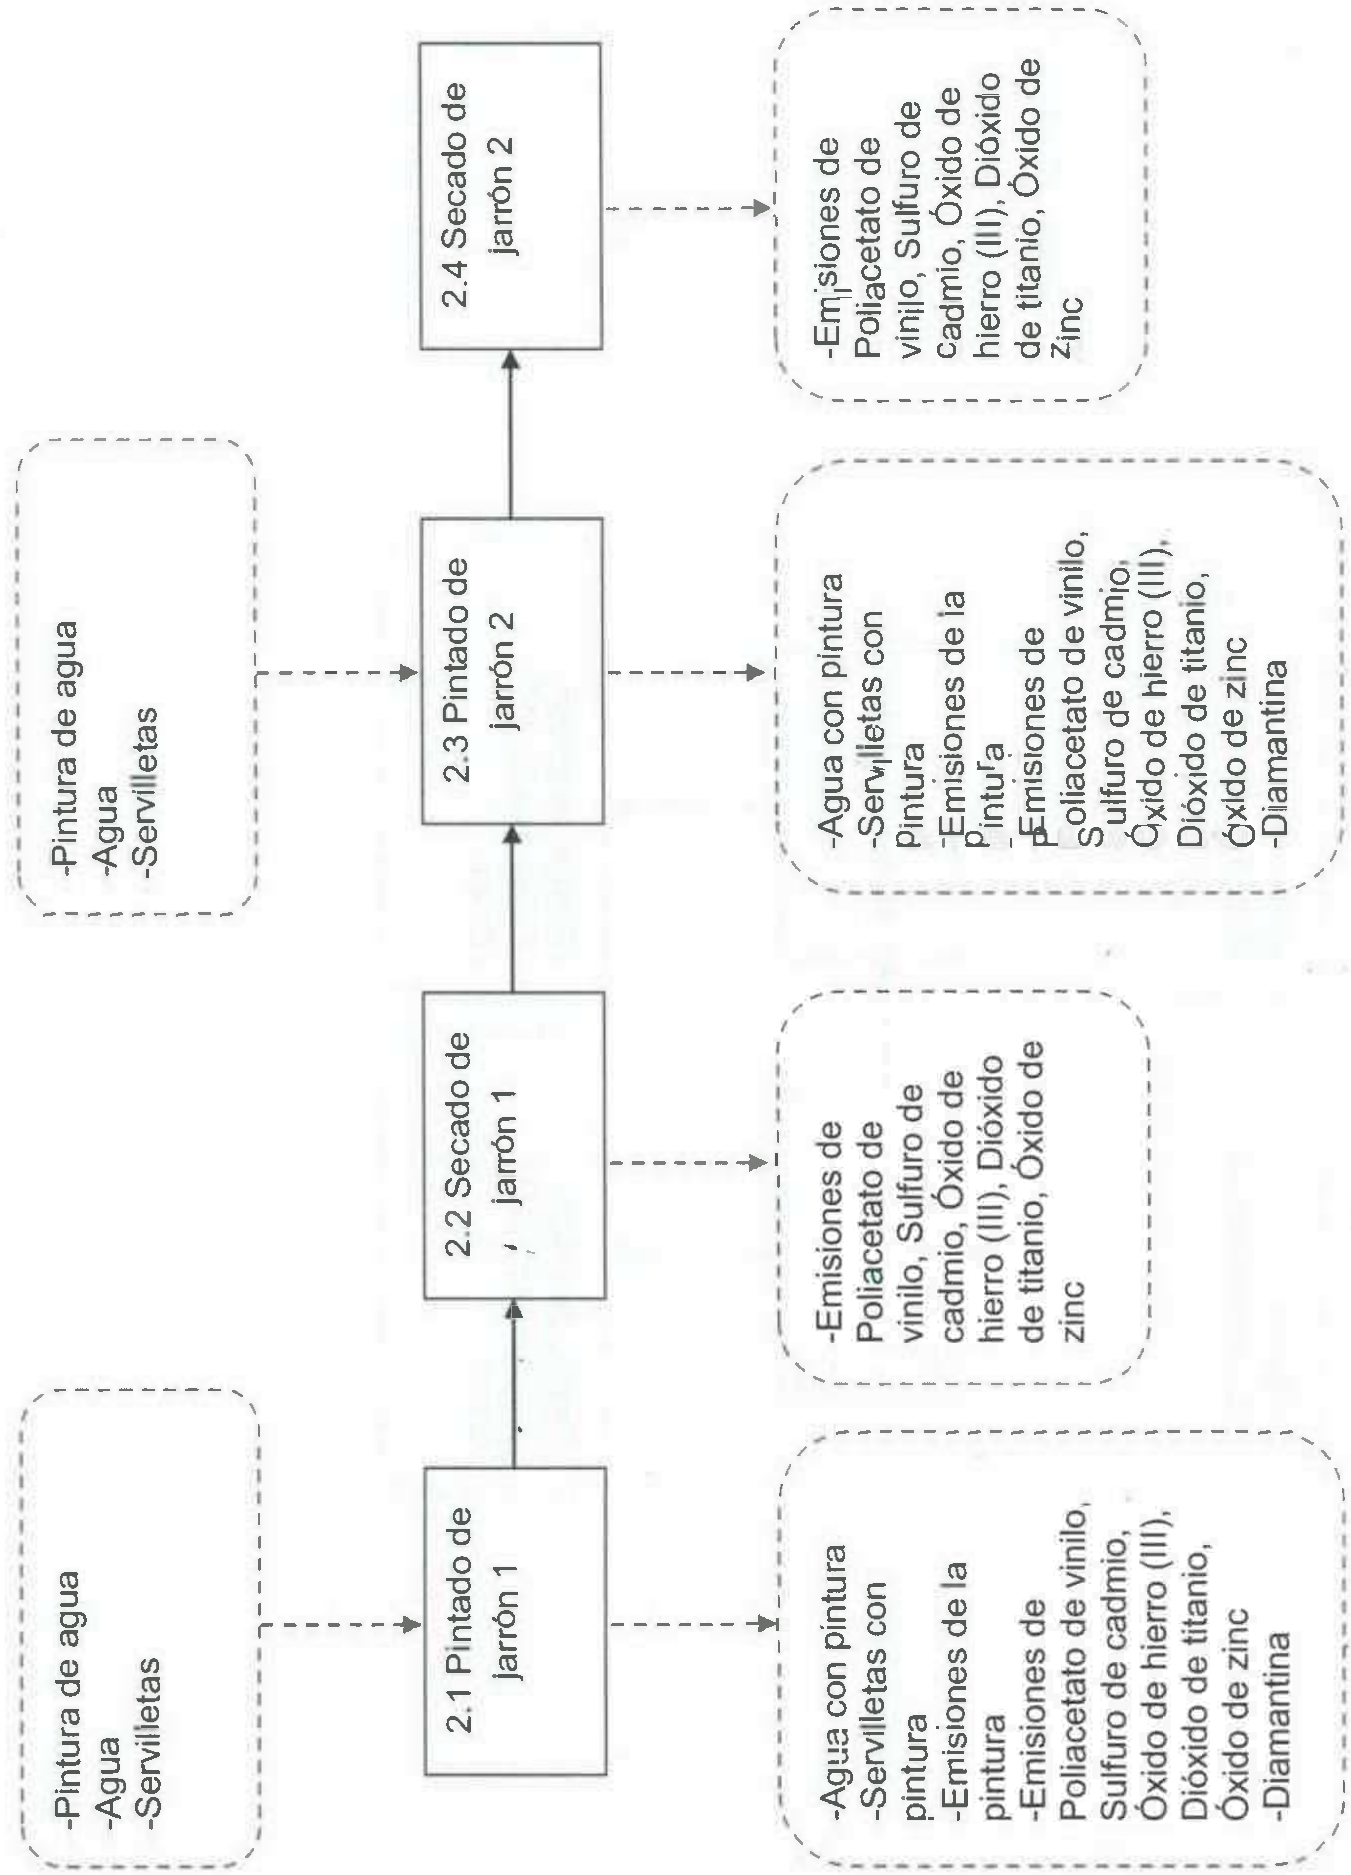 -Pintura de agua
-Agua
-Servilletas
-Pintura de agua
-Agua
-Servilletas
2.1 Pintado de
jarrón 1
2.2 Secado de
jarrón 1
2.3 Pintado de
jarrón 2
2.4 Secado de
jarrón 2
-Agua con pintura
-Servilletas con
pintura
-Emisiones de la
pintura
-Emisiones de
Poliacetato de vinilo,
Sulfuro de cadmio,
Óxido de hierro (III),
Dióxido de titanio,
Óxido de zinc
-Diamantina
-Emisiones de
Poliacetato de
vinilo, Sulfuro de
cadmio, Óxido de
hierro (III), Dióxido
de titanio, Óxido de
zinc
-Agua con pintura
-Servilletas con
pintura
-Emisiones de la
pintura
-Emisiones de
Poliacetato de vinilo,
Sulfuro de cadmio,
Óxido de hierro (III),
Dióxido de titanio,
Óxido de zinc
-Diamantina
-Emisiones de
Poliacetato de
vinilo, Sulfuro de
cadmio, Óxido de
hierro (III), Dióxido
de titanio, Óxido de
zinc